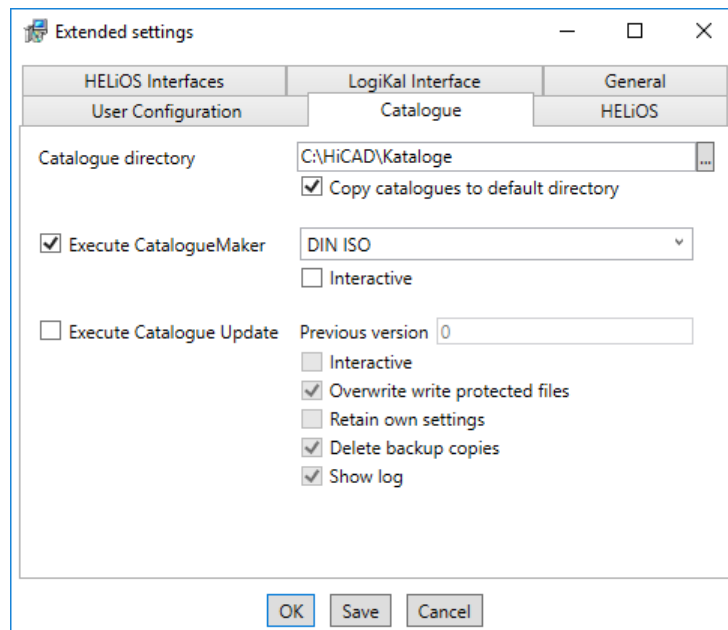 Extended settings
HELiOS Interfaces LogiKal Interface General
User Configuration Catalogue HELiOS
Catalogue directory C:\HiCAD\Kataloge ...
Copy catalogues to default directory
Execute CatalogueMaker DIN ISO
Interactive
Execute Catalogue Update Previous version 0
Interactive
Overwrite write protected files
Retain own settings
Delete backup copies
Show log
OK Save Cancel